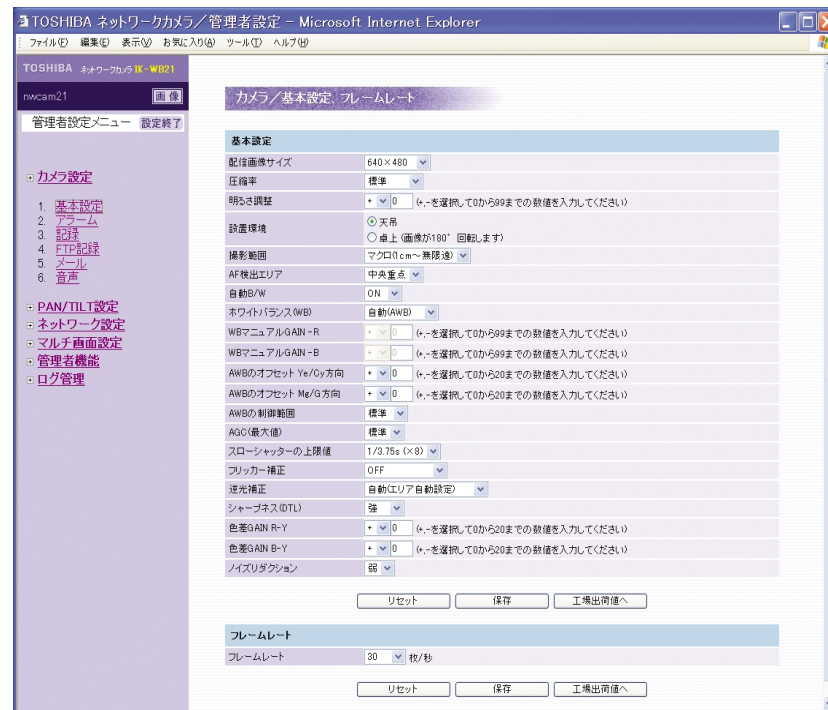 TOSHIBA ネットワークカメラ／管理者設定 - Microsoft Internet Explorer
ファイル(F) 編集(E) 表示(V) お気に入り(A) ツール(T) ヘルプ(H)
TOSHIBA ネットワークカメラ IK-WB21
nwcam21 画像
管理者設定メニュー 設定終了
カメラ設定
1. 基本設定
2. アラーム
3. 記録
4. FTP記録
5. メール
6. 音声
PAN/TILT設定
ネットワーク設定
マルチ画面設定
管理者機能
ログ管理
カメラ／基本設定、フレームレート
基本設定
配信画像サイズ 640×480
圧縮率 標準
明るさ調整 + 0 (+,-を選択して0から99までの数値を入力してください)
設置環境 天吊
卓上 (画像が180° 回転します)
撮影範囲 マクロ(1cm～無限遠)
AF検出エリア 中央重点
自動B/W ON
ホワイトバランス(WB) 自動(AWB)
WBマニュアルGAIN-R + 0 (+,-を選択して0から99までの数値を入力してください)
WBマニュアルGAIN-B + 0 (+,-を選択して0から99までの数値を入力してください)
AWBのオフセット Ye/Cy方向 + 0 (+,-を選択して0から20までの数値を入力してください)
AWBのオフセット Mg/G方向 + 0 (+,-を選択して0から20までの数値を入力してください)
AWBの制御範囲 標準
AGC(最大値) 標準
スローシャッターの上限値 1/3.75s (×8)
フリッカー補正 OFF
逆光補正 自動(エリア自動設定)
シャープネス(DTL) 強
色差GAIN R-Y + 0 (+,-を選択して0から20までの数値を入力してください)
色差GAIN B-Y + 0 (+,-を選択して0から20までの数値を入力してください)
ノイズリダクション 弱
リセット 保存 工場出荷値へ
フレームレート
フレームレート 30 枚/秒
リセット 保存 工場出荷値へ